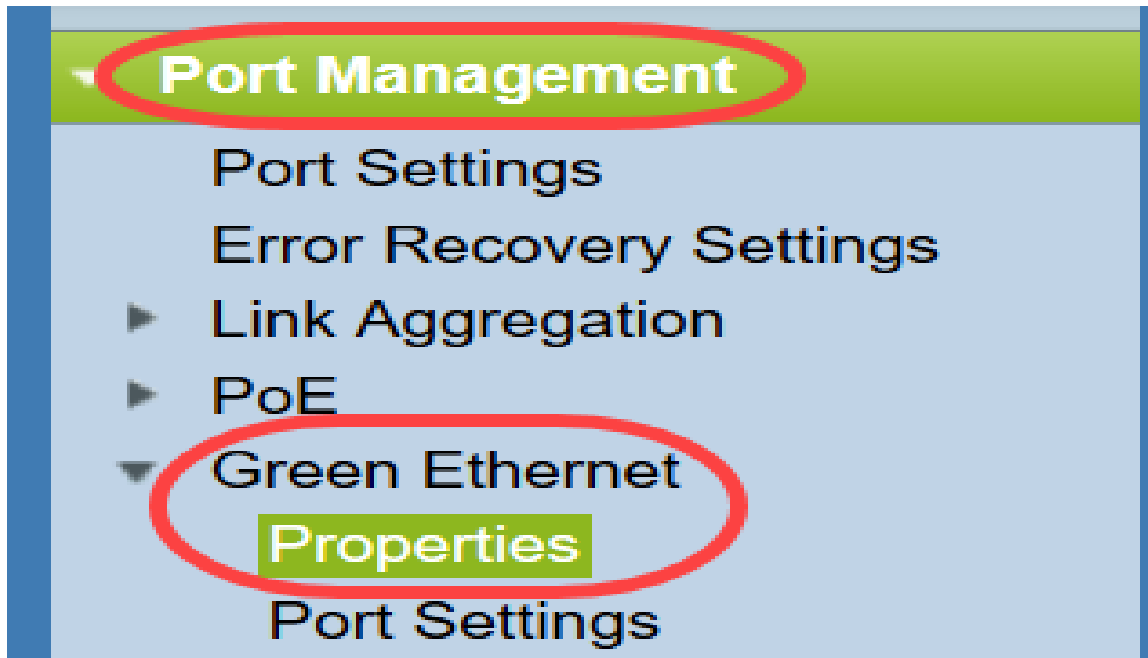 Port Management
Port Settings
Error Recovery Settings
Link Aggregation
PoE
Green Ethernet
Properties
Port Settings